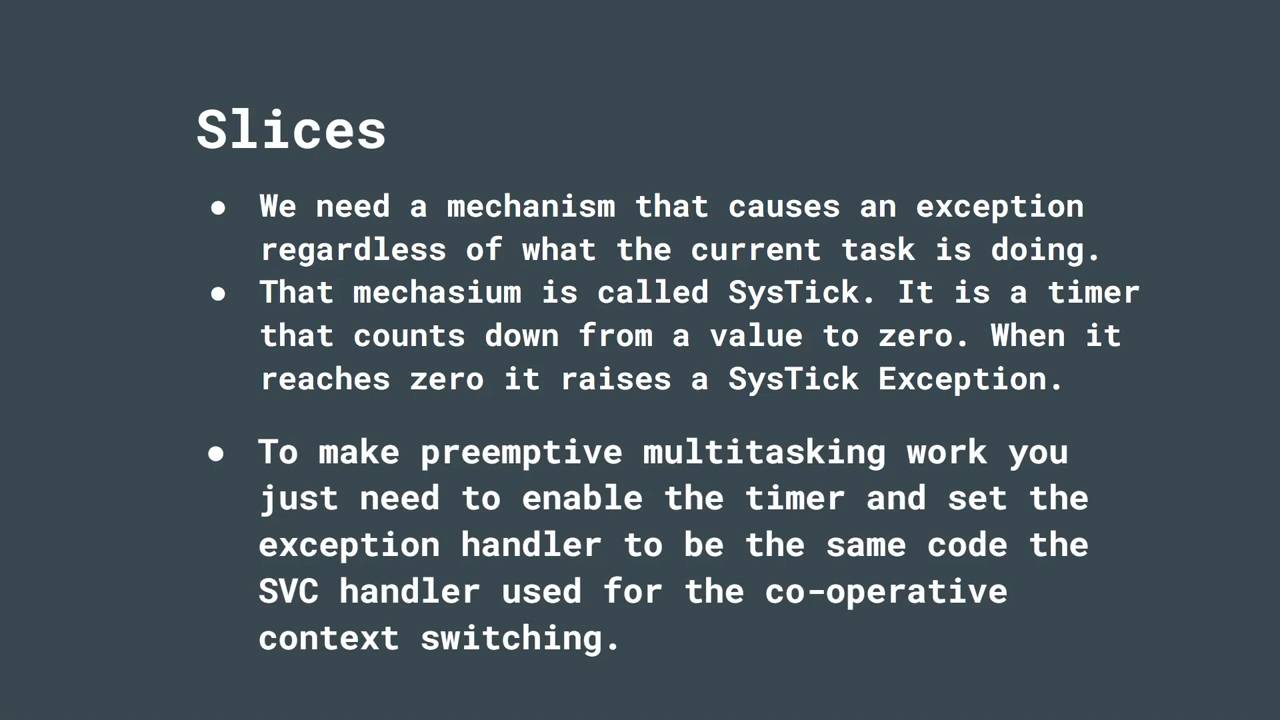 Slices
● We need a mechanism that causes an exception
regardless of what the current task is doing.
● That mechasium is called SysTick. It is a timer
that counts down from a value to zero. When it
reaches zero it raises a SysTick Exception.
● To make preemptive multitasking work you
just need to enable the timer and set the
exception handler to be the same code the
SVC handler used for the co-operative
context switching.